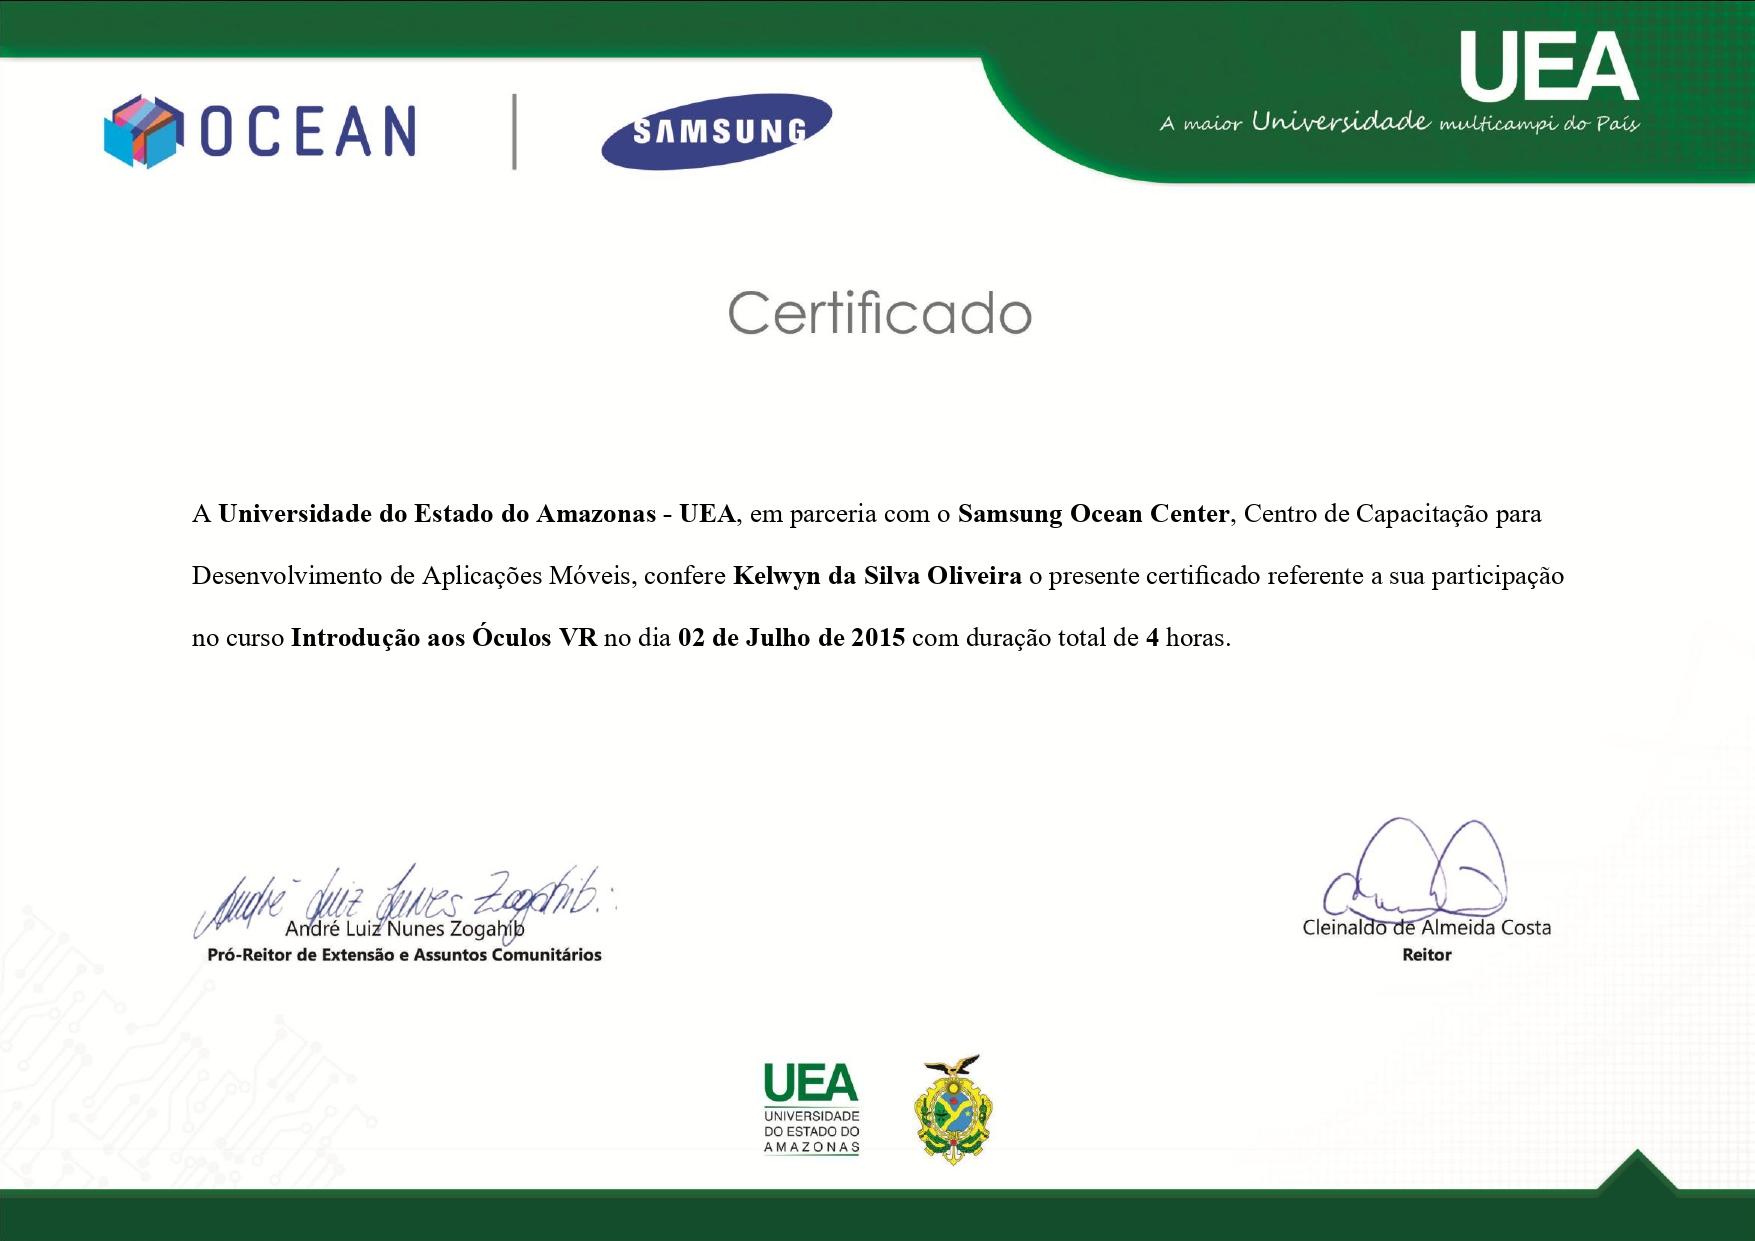 OCEAN
SAMSUNG
UEA
A maior Universidade multicampi do País
Certificado
A Universidade do Estado do Amazonas - UEA, em parceria com o Samsung Ocean Center, Centro de Capacitação para
Desenvolvimento de Aplicações Móveis, confere Kelwyn da Silva Oliveira o presente certificado referente a sua participação
no curso Introdução aos Óculos VR no dia 02 de Julho de 2015 com duração total de 4 horas.
André Luiz Nunes Zogahib.
André Luiz Nunes Zogahib
Pró-Reitor de Extensão e Assuntos Comunitários
Cleinaldo de Almeida Costa
Reitor
UEA
UNIVERSIDADE
DO ESTADO DO
AMAZONAS